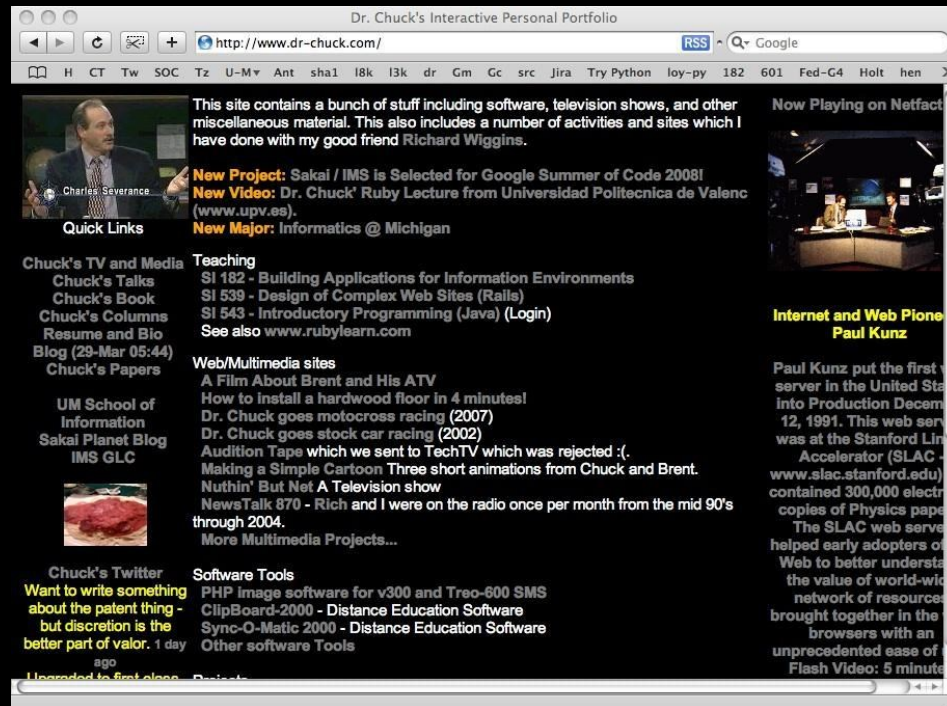 Dr. Chuck's Interactive Personal Portfolio
http://www.dr-chuck.com/
RSS
Google
H CT Tw SOC Tz U-M Ant sha1 l8k l3k dr Gm Gc src Jira Try Python loy-py 182 601 Fed-G4 Holt hen
Charles Severance
Quick Links
Chuck's TV and Media
Chuck's Talks
Chuck's Book
Chuck's Columns
Resume and Bio
Blog (29-Mar 05:44)
Chuck's Papers
UM School of
Information
Sakai Planet Blog
IMS GLC
Chuck's Twitter
Want to write something
about the patent thing -
but discretion is the
better part of valor. 1 day
ago
Upgraded to first class
This site contains a bunch of stuff including software, television shows, and other
miscellaneous material. This also includes a number of activities and sites which I
have done with my good friend Richard Wiggins.
New Project: Sakai / IMS is Selected for Google Summer of Code 2008!
New Video: Dr. Chuck' Ruby Lecture from Universidad Politecnica de Valenc
(www.upv.es).
New Major: Informatics @ Michigan
Teaching
SI 182 - Building Applications for Information Environments
SI 539 - Design of Complex Web Sites (Rails)
SI 543 - Introductory Programming (Java) (Login)
See also www.rubylearn.com
Web/Multimedia sites
A Film About Brent and His ATV
How to install a hardwood floor in 4 minutes!
Dr. Chuck goes motocross racing (2007)
Dr. Chuck goes stock car racing (2002)
Audition Tape which we sent to TechTV which was rejected :(.
Making a Simple Cartoon Three short animations from Chuck and Brent.
Nuthin' But Net A Television show
NewsTalk 870 - Rich and I were on the radio once per month from the mid 90's
through 2004.
More Multimedia Projects...
Software Tools
PHP image software for v300 and Treo-600 SMS
ClipBoard-2000 - Distance Education Software
Sync-O-Matic 2000 - Distance Education Software
Other software Tools
Projects
Now Playing on Netfact
Internet and Web Pione
Paul Kunz
Paul Kunz put the first
server in the United Sta
into Production Decem
12, 1991. This web serv
was at the Stanford Lin
Accelerator (SLAC -
www.slac.stanford.edu)
contained 300,000 electr
copies of Physics pape
The SLAC web serve
helped early adopters of
Web to better understa
the value of world-wid
network of resources
brought together in the
browsers with an
unprecedented ease of
Flash Video: 5 minute